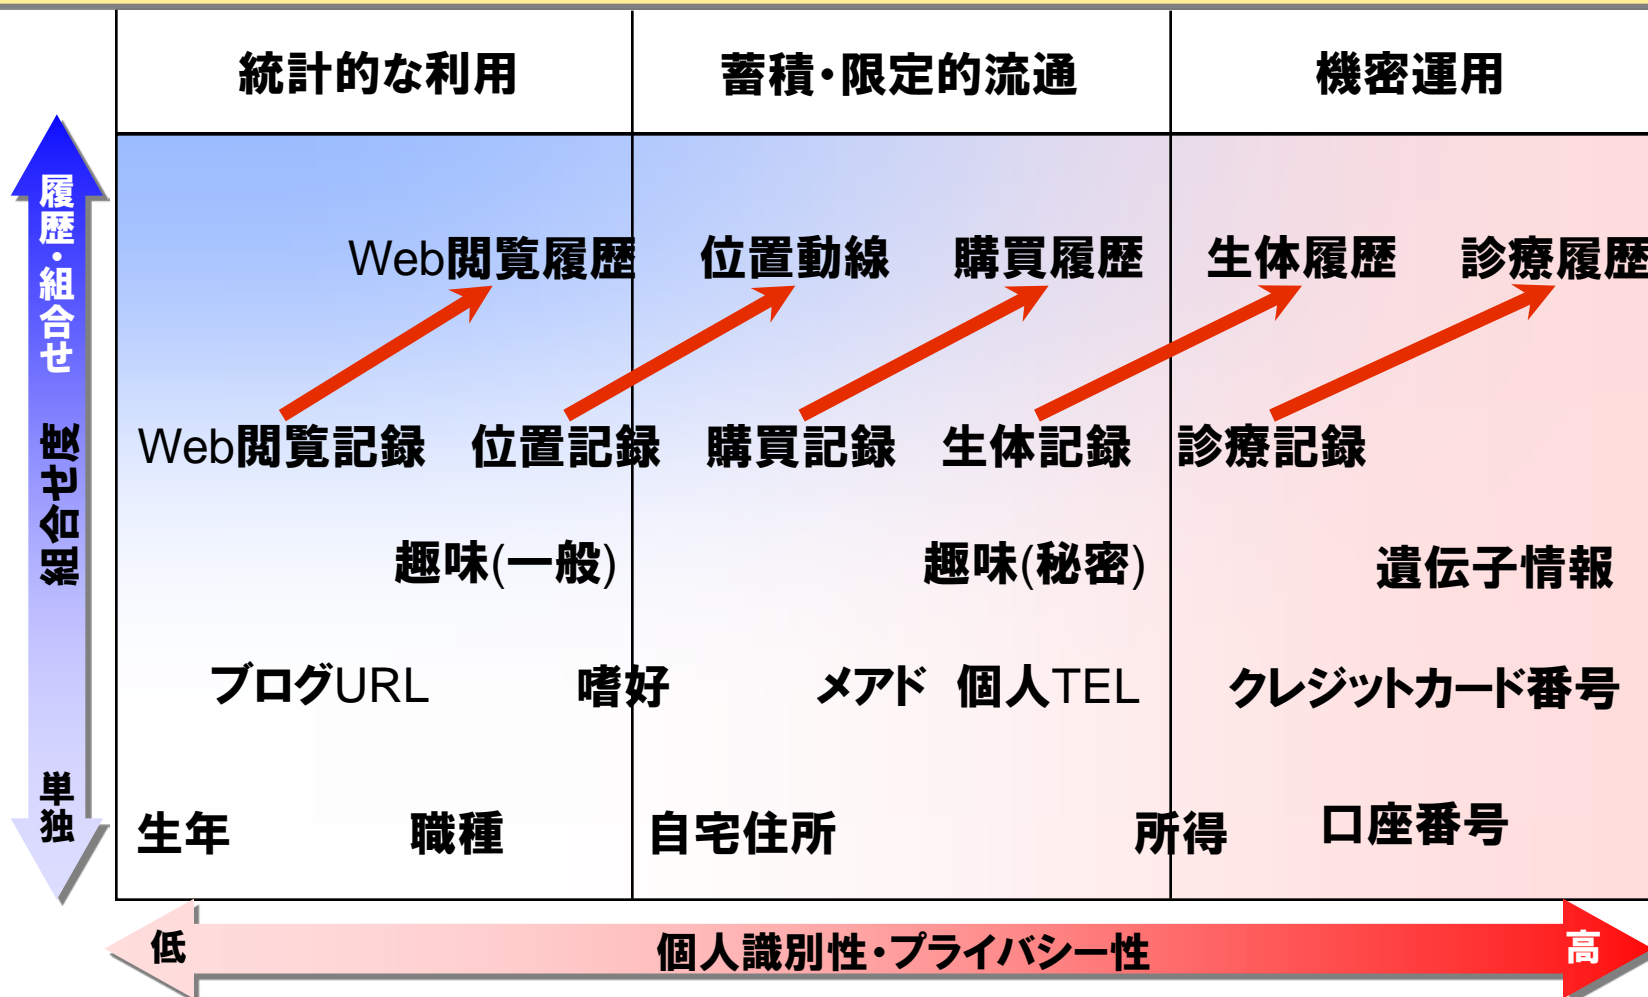 統計的な利用
蓄積・限定的流通
機密運用
履歴・組合せ
組合せ度
単独
Web閲覧履歴
位置動線
購買履歴
生体履歴
診療履歴
Web閲覧記録
位置記録
購買記録
生体記録
診療記録
趣味(一般)
趣味(秘密)
遺伝子情報
ブログURL
嗜好
メアド
個人TEL
クレジットカード番号
生年
職種
自宅住所
所得
口座番号
低
個人識別性・プライバシー性
高